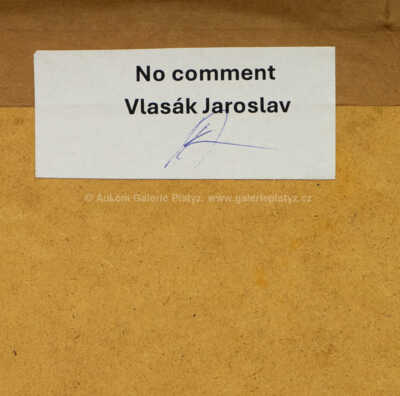 No comment
Vlasák Jaroslav
© Aukční Galerie Platýz, www.galerieplatyz.cz